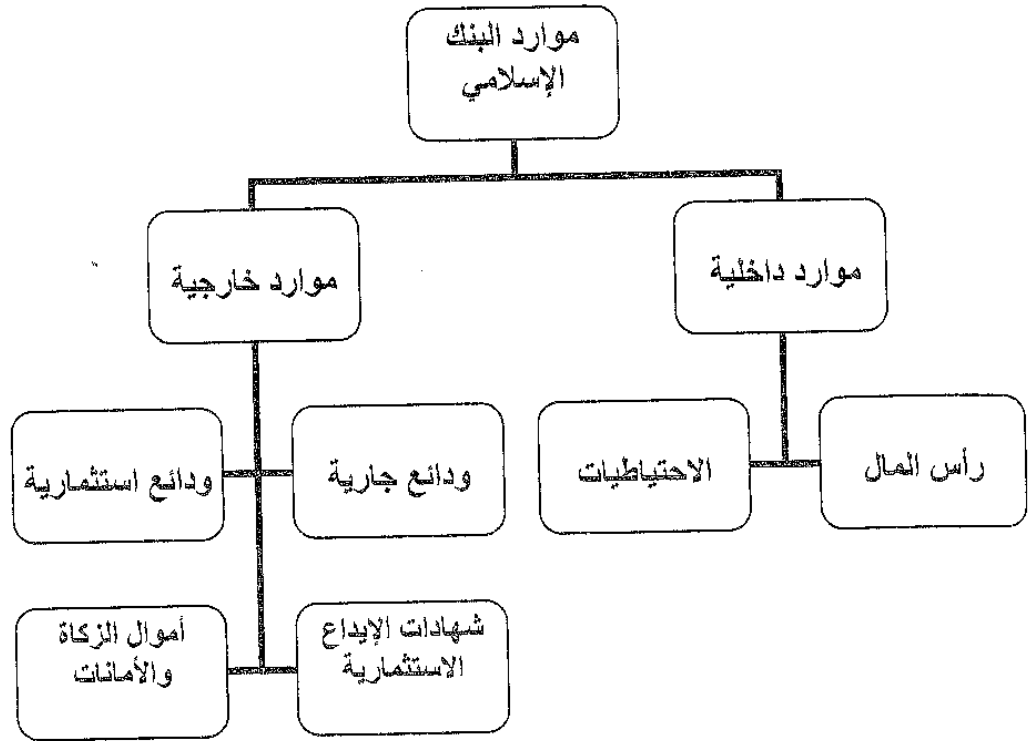 موارد البنك
الإسلامي
موارد داخلية
موارد خارجية
رأس المال
الاحتياطيات
ودائع جارية
ودائع استثمارية
شهادات الإيداع
الاستثمارية
أموال الزكاة
والأمانات